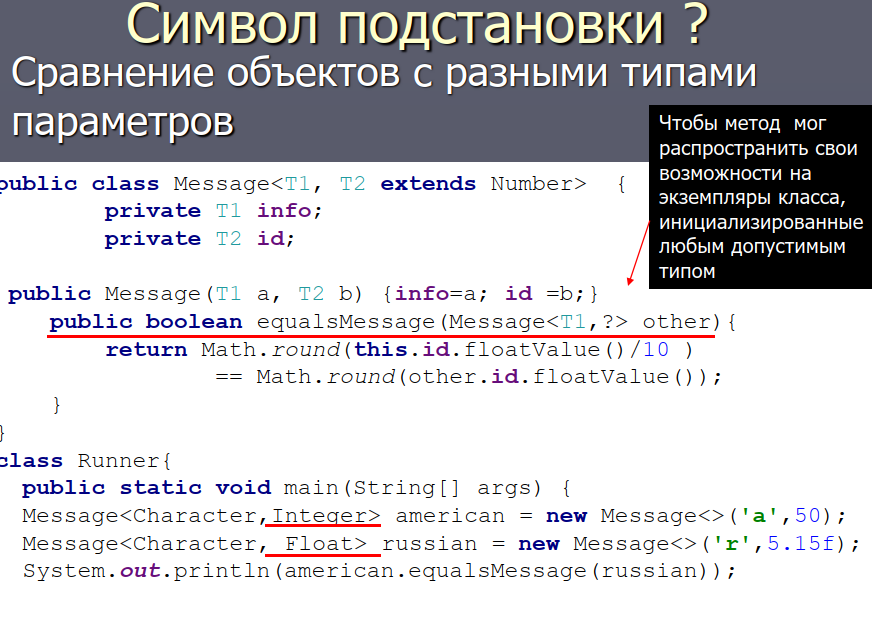 Символ подстановки ?
Сравнение объектов с разными типами
параметров
Чтобы метод мог
распространить свои
возможности на
экземпляры класса,
инициализированные
любым допустимым
типом
public class Message<T1, T2 extends Number> {
private T1 info;
private T2 id;
public Message(T1 a, T2 b) {info=a; id =b;}
public boolean equalsMessage(Message<T1,?> other){
return Math.round(this.id.floatValue()/10 )
== Math.round(other.id.floatValue());
}
}
class Runner{
public static void main(String[] args) {
Message<Character,Integer> american = new Message<>('a',50);
Message<Character, Float> russian = new Message<>('r',5.15f);
System.out.println(american.equalsMessage(russian));